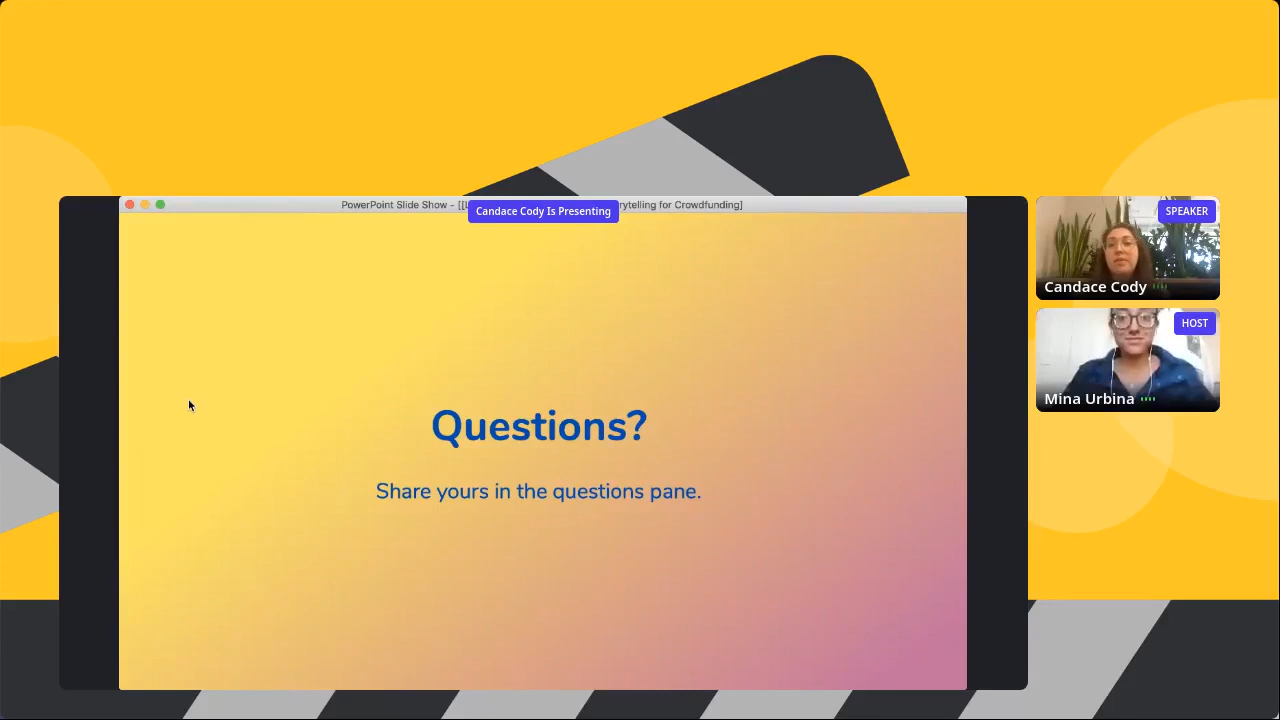 PowerPoint Slide Show - [[L
rytelling for Crowdfunding]
Candace Cody Is Presenting
Questions?
Share yours in the questions pane.
SPEAKER
Candace Cody
HOST
Mina Urbina